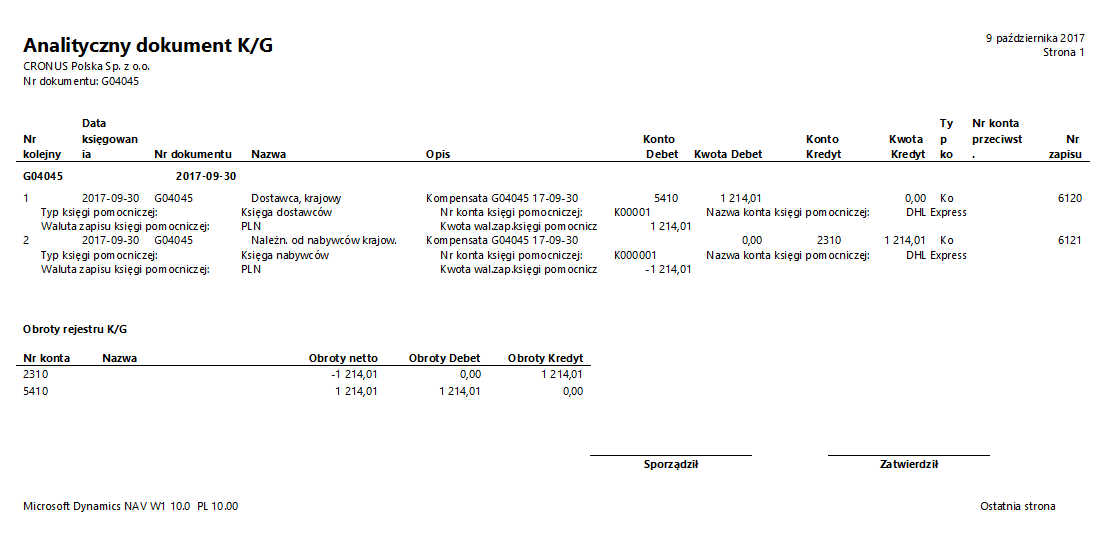 Analityczny dokument K/G
9 października 2017
CRONUS Polska Sp. z o.o.
Strona 1
Nr dokumentu: G04045
Nr kolejny Data księgowan ia Nr dokumentu Nazwa Opis Konto Debet Kwota Debet Konto Kredyt Kwota Kredyt Ty p ko Nr konta przeciwst . Nr zapisu
G04045 2017-09-30
1 2017-09-30 G04045 Dostawca, krajowy Kompensata G04045 17-09-30 5410 1 214,01 0,00 Ko 6120
Typ księgi pomocniczej: Księga dostawców Nr konta księgi pomocniczej: K00001 Nazwa konta księgi pomocniczej: DHL Express
Waluta zapisu księgi pomocniczej: PLN Kwota wal.zap.księgi pomocnicz 1 214,01
2 2017-09-30 G04045 Należn. od nabywców krajow. Kompensata G04045 17-09-30 0,00 2310 1 214,01 Ko 6121
Typ księgi pomocniczej: Księga nabywców Nr konta księgi pomocniczej: K000001 Nazwa konta księgi pomocniczej: DHL Express
Waluta zapisu księgi pomocniczej: PLN Kwota wal.zap.księgi pomocnicz -1 214,01
Obroty rejestru K/G
Nr konta Nazwa Obroty netto Obroty Debet Obroty Kredyt
2310 -1 214,01 0,00 1 214,01
5410 1 214,01 1 214,01 0,00
Sporządził Zatwierdził
Microsoft Dynamics NAV W1 10.0 PL 10.00 Ostatnia strona